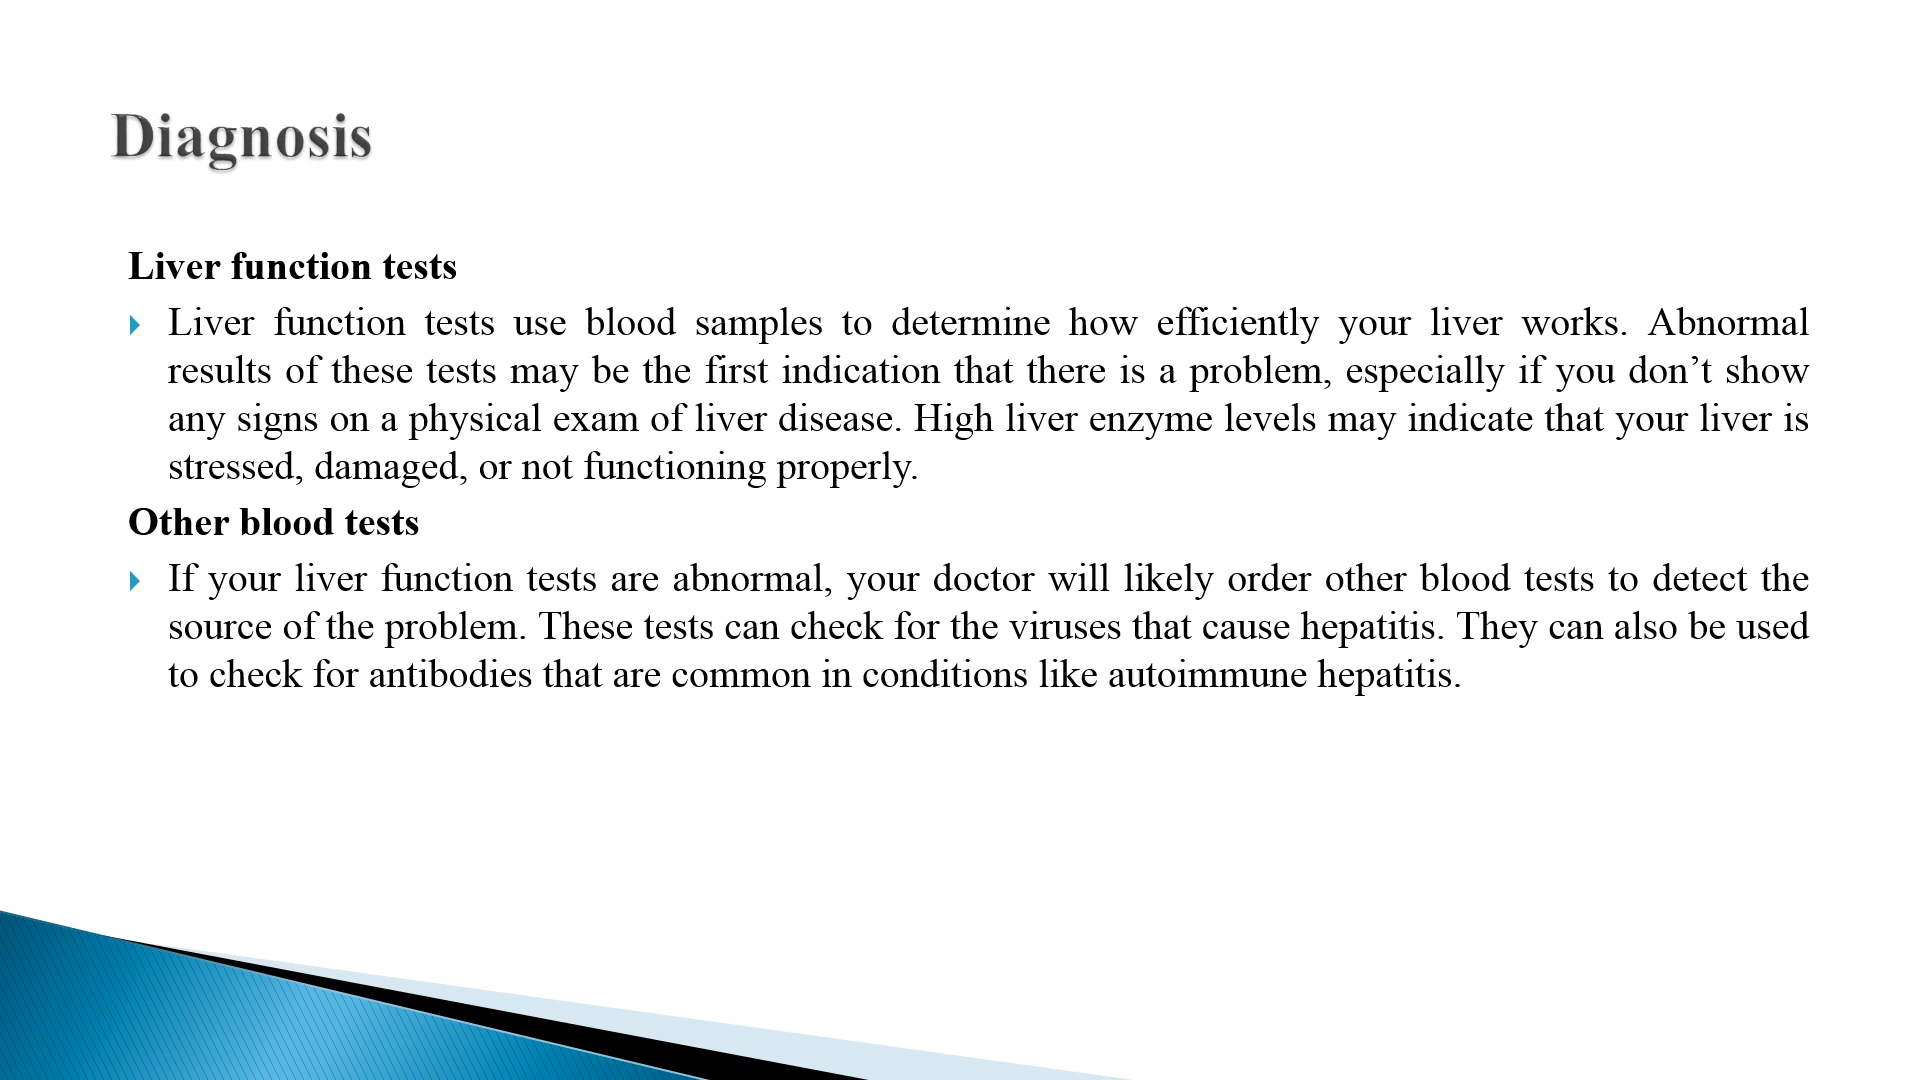 Diagnosis
Liver function tests
Liver function tests use blood samples to determine how efficiently your liver works. Abnormal
results of these tests may be the first indication that there is a problem, especially if you don’t show
any signs on a physical exam of liver disease. High liver enzyme levels may indicate that your liver is
stressed, damaged, or not functioning properly.
Other blood tests
If your liver function tests are abnormal, your doctor will likely order other blood tests to detect the
source of the problem. These tests can check for the viruses that cause hepatitis. They can also be used
to check for antibodies that are common in conditions like autoimmune hepatitis.